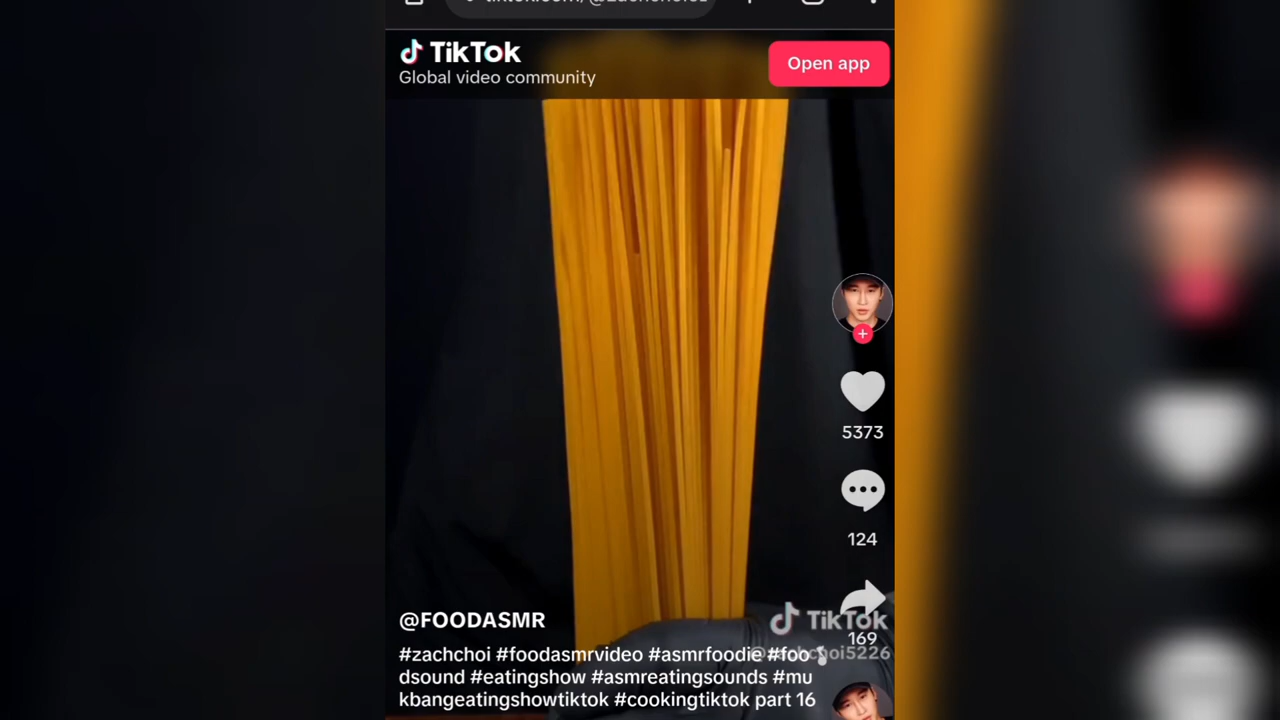 TikTok
Global video community
Open app
5373
124
169
TikTok
@FOODASMR
#zachchoi #foodasmrvideo #asmrfoodie #foo
dsound #eatingshow #asmreatingsounds #mu
kbangeatingshowtiktok #cookingtiktok part 16